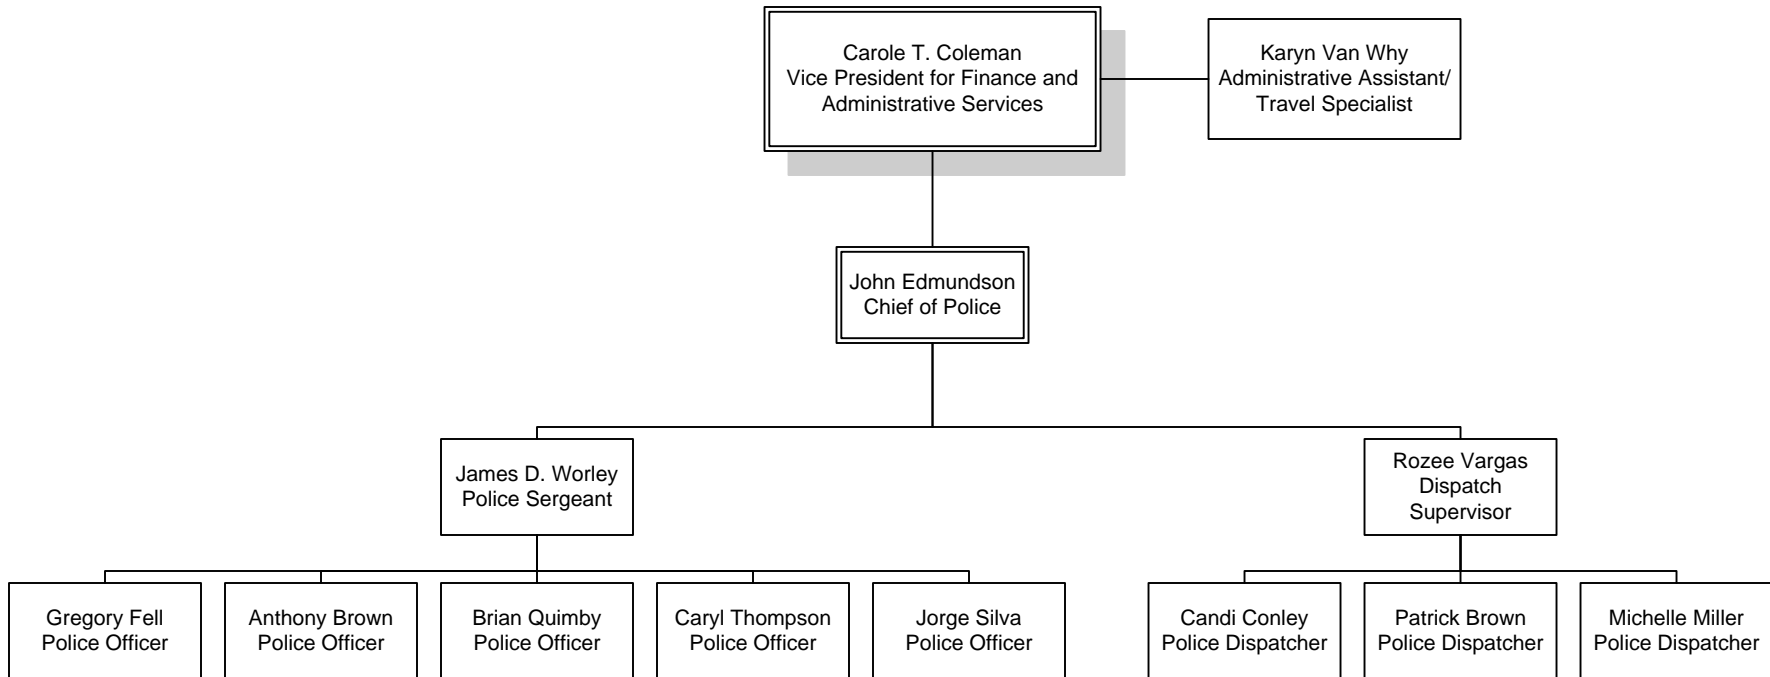 Carole T. Coleman
Vice President for Finance and
Administrative Services
Karyn Van Why
Administrative Assistant/
Travel Specialist
John Edmundson
Chief of Police
James D. Worley
Police Sergeant
Rozee Vargas
Dispatch
Supervisor
Gregory Fell
Police Officer
Anthony Brown
Police Officer
Brian Quimby
Police Officer
Caryl Thompson
Police Officer
Jorge Silva
Police Officer
Candi Conley
Police Dispatcher
Patrick Brown
Police Dispatcher
Michelle Miller
Police Dispatcher